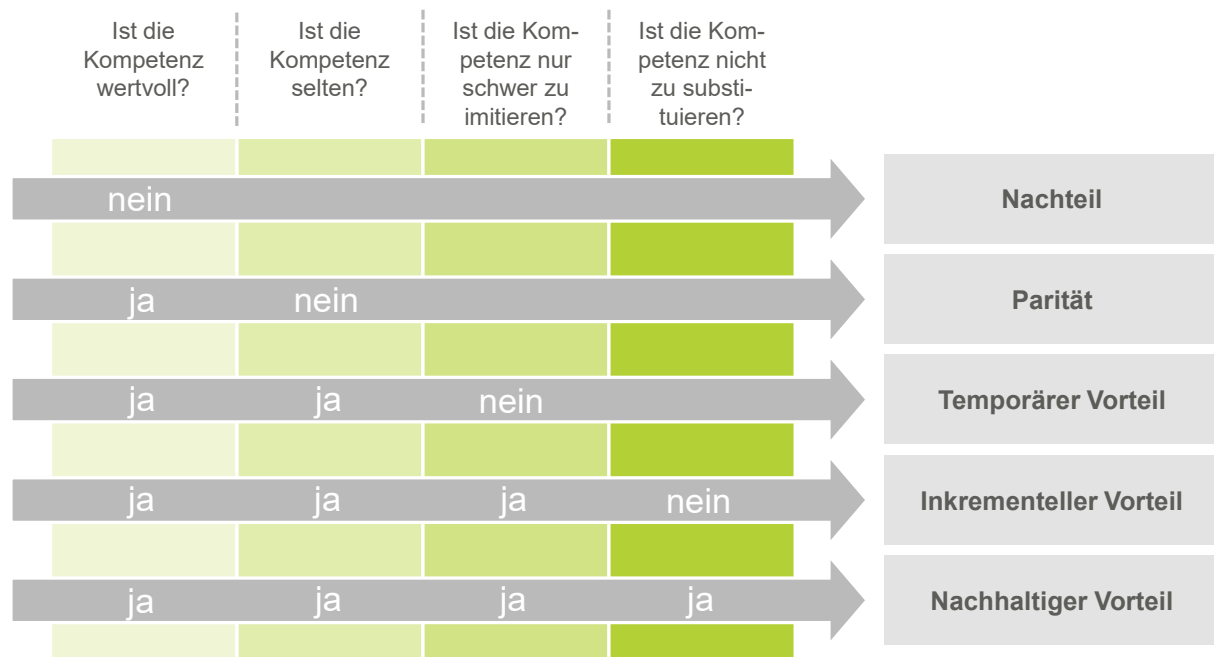 Ist die
Kompetenz
wertvoll?
Ist die
Kompetenz
selten?
Ist die Kom-
petenz nur
schwer zu
imitieren?
Ist die Kom-
petenz nicht
zu substi-
tuieren?
nein
Nachteil
ja nein
Parität
ja ja nein
Temporärer Vorteil
ja ja ja nein
Inkrementeller Vorteil
ja ja ja ja
Nachhaltiger Vorteil